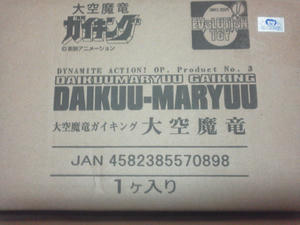 大空魔竜
ガイキング
©東映アニメーション
EVOLUTION
TOY
DYNAMITE ACTION! OP. Product No. 3
DAIKUUMARYUU GAIKING
DAIKUU-MARYUU
大空魔竜ガイキング 大空魔竜
JAN 4582385570898
1ヶ入り